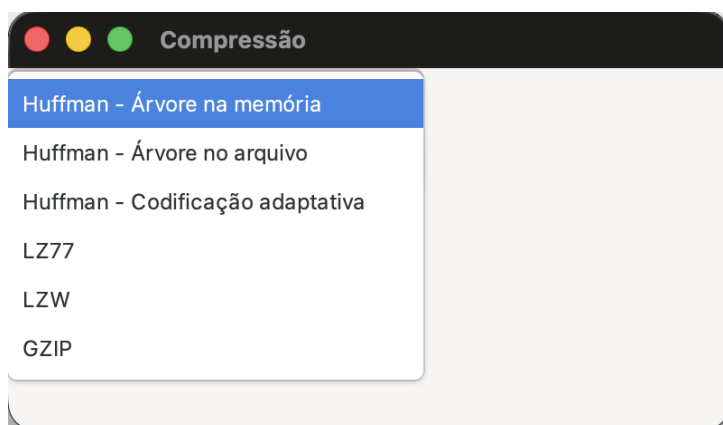 Compressão
Huffman - Árvore na memória
Huffman - Árvore no arquivo
Huffman - Codificação adaptativa
LZ77
LZW
GZIP